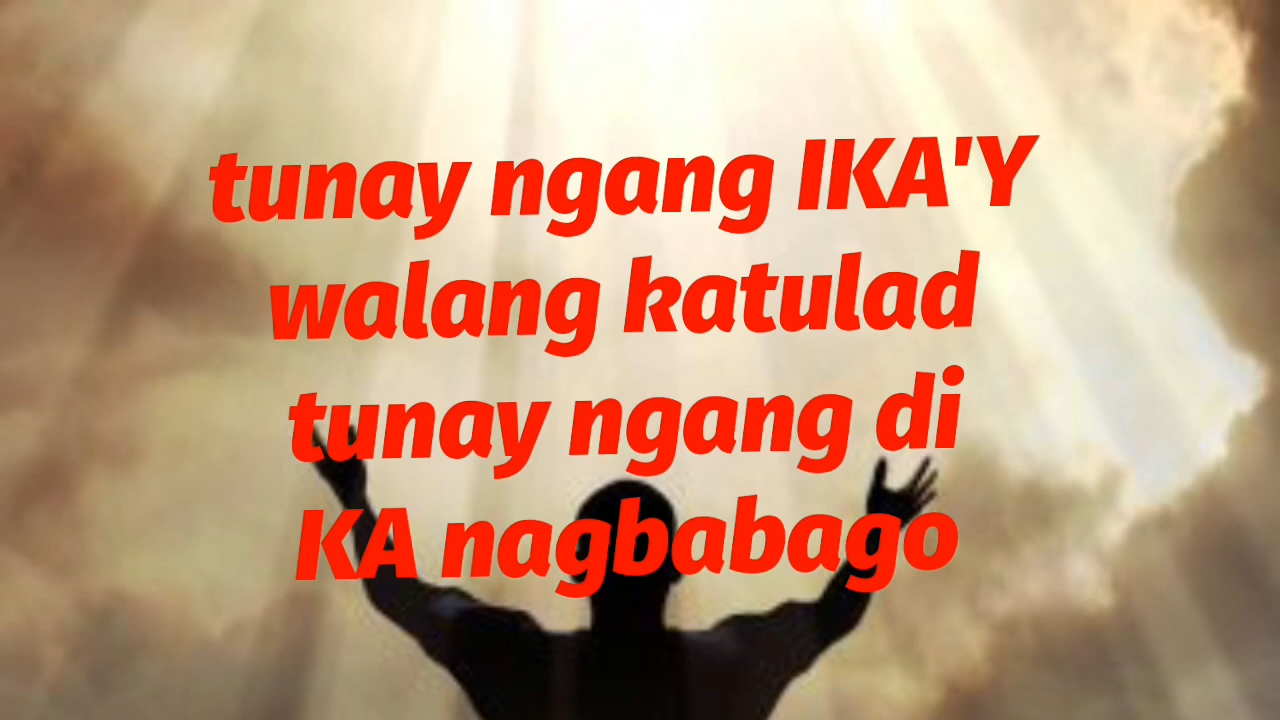 tunay ngang IKA'Y
walang katulad
tunay ngang di
KA nagbabago